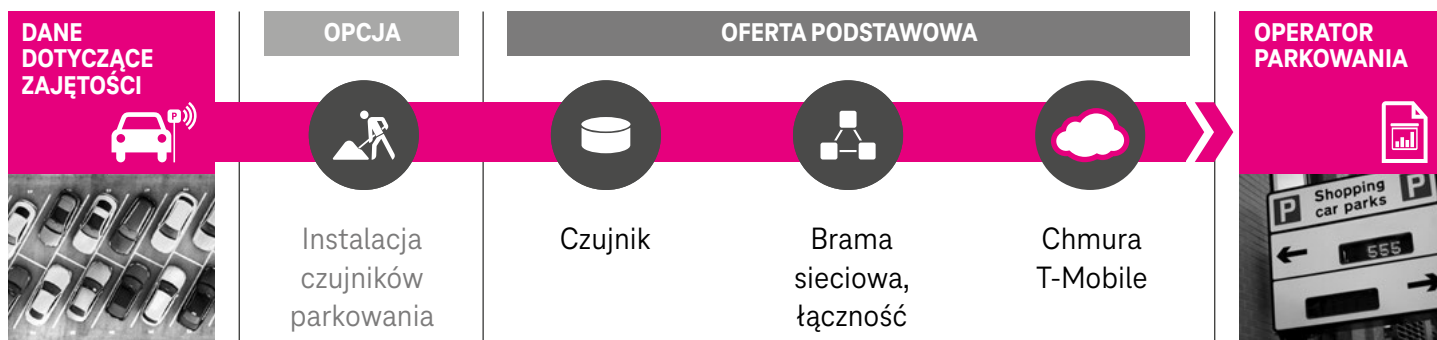 DANE
DOTYCZĄCE
ZAJĘTOŚCI
P
OPCJA
Instalacja
czujników
parkowania
OFERTA PODSTAWOWA
Czujnik
Brama
sieciowa,
łączność
Chmura
T-Mobile
OPERATOR
PARKOWANIA
P Shopping P
car parks
555